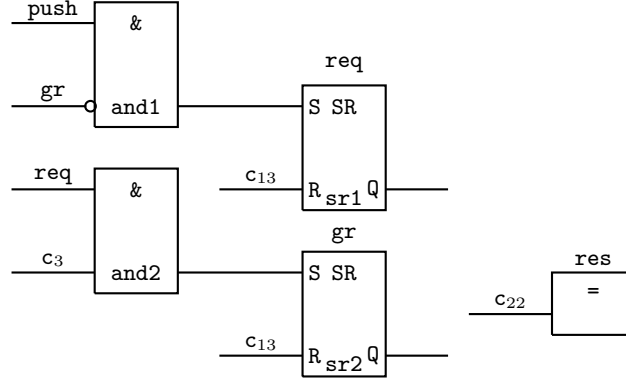 push
&
gr
and1
req
S SR
c13
R sr1 Q
req
&
c3
and2
gr
S SR
c13
R sr2 Q
res
c22
=